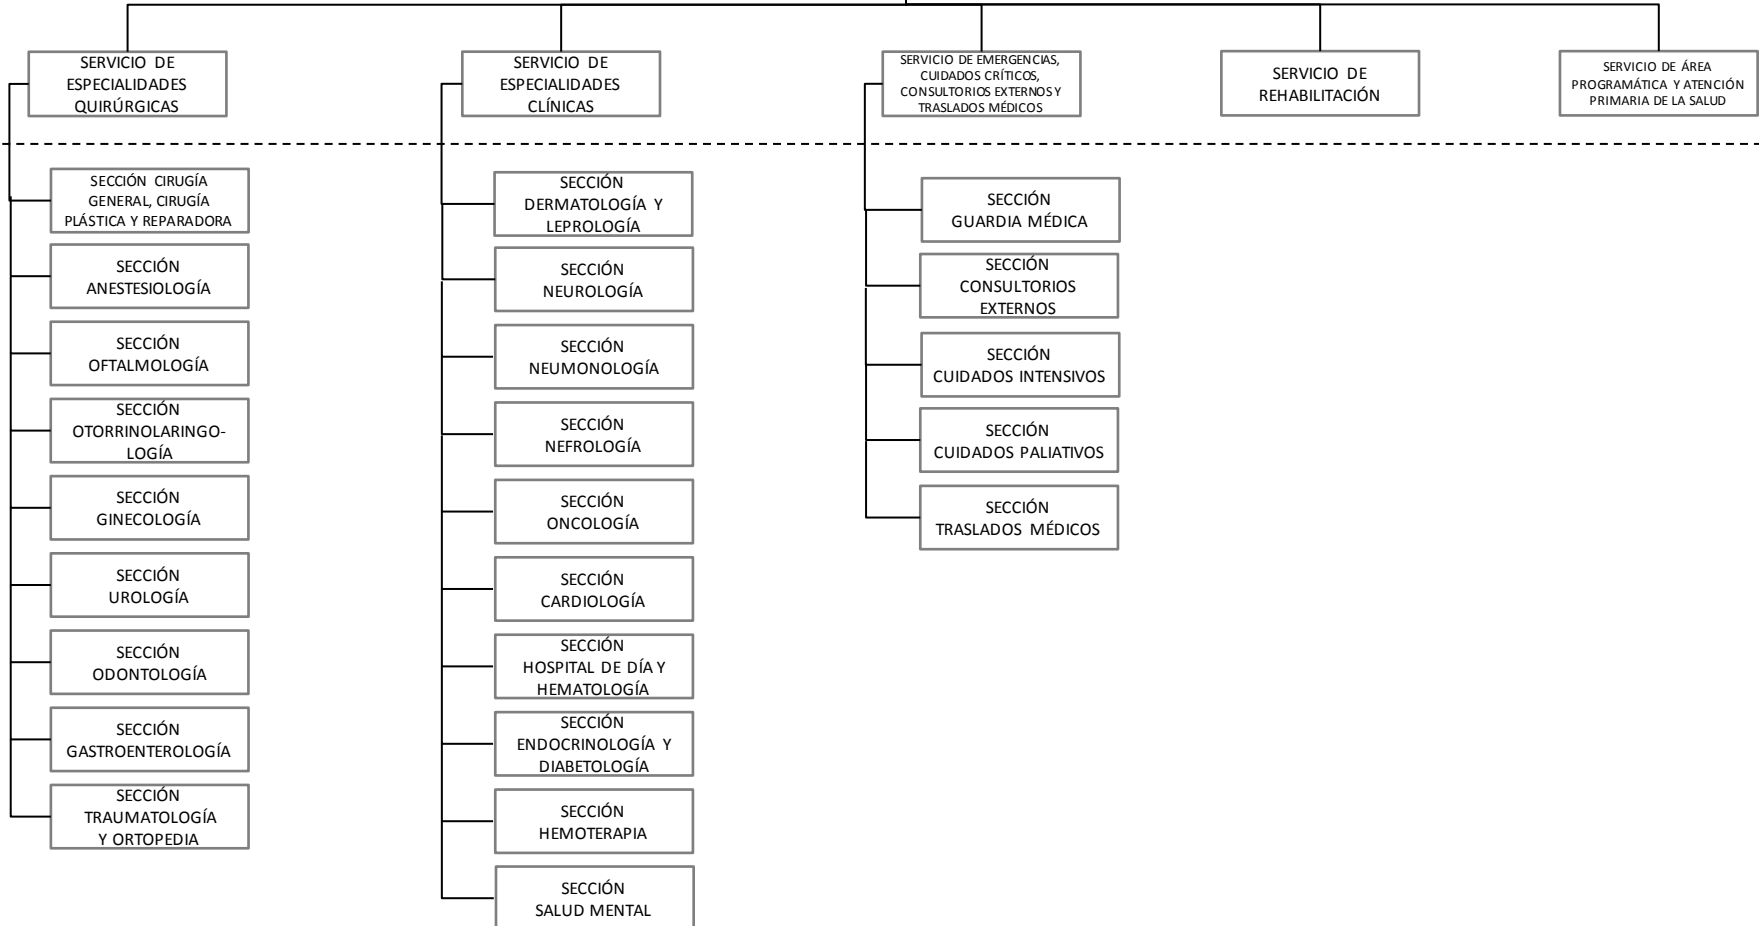 SERVICIO DE
ESPECIALIDADES
QUIRÚRGICAS
SERVICIO DE
ESPECIALIDADES
CLÍNICAS
SERVICIO DE EMERGENCIAS,
CUIDADOS CRÍTICOS,
CONSULTORIOS EXTERNOS Y
TRASLADOS MÉDICOS
SERVICIO DE
REHABILITACIÓN
SERVICIO DE ÁREA
PROGRAMÁTICA Y ATENCIÓN
PRIMARIA DE LA SALUD
SECCIÓN CIRUGÍA
GENERAL, CIRUGÍA
PLÁSTICA Y REPARADORA
SECCIÓN
ANESTESIOLOGÍA
SECCIÓN
OFTALMOLOGÍA
SECCIÓN
OTORRINOLARINGO-
LOGÍA
SECCIÓN
GINECOLOGÍA
SECCIÓN
UROLOGÍA
SECCIÓN
ODONTOLOGÍA
SECCIÓN
GASTROENTEROLOGÍA
SECCIÓN
TRAUMATOLOGÍA
Y ORTOPEDIA
SECCIÓN
DERMATOLOGÍA Y
LEPROLOGÍA
SECCIÓN
NEUROLOGÍA
SECCIÓN
NEUMONOLOGÍA
SECCIÓN
NEFROLOGÍA
SECCIÓN
ONCOLOGÍA
SECCIÓN
CARDIOLOGÍA
SECCIÓN
HOSPITAL DE DÍA Y
HEMATOLOGÍA
SECCIÓN
ENDOCRINOLOGÍA Y
DIABETOLOGÍA
SECCIÓN
HEMOTERAPIA
SECCIÓN
SALUD MENTAL
SECCIÓN
GUARDIA MÉDICA
SECCIÓN
CONSULTORIOS
EXTERNOS
SECCIÓN
CUIDADOS INTENSIVOS
SECCIÓN
CUIDADOS PALIATIVOS
SECCIÓN
TRASLADOS MÉDICOS